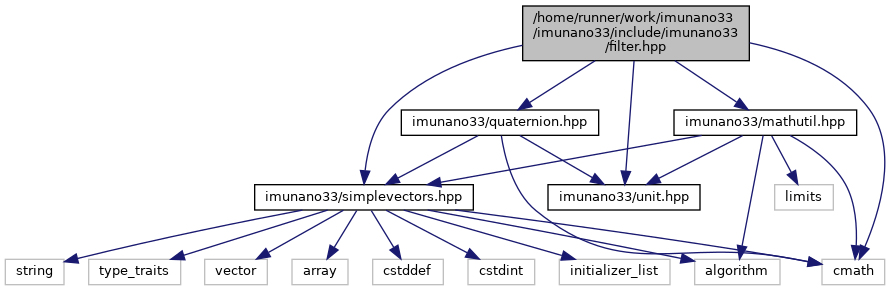 /home/runner/work/imunano33
/imunano33/include/imunano33
/filter.hpp
imunano33/quaternion.hpp
imunano33/mathutil.hpp
imunano33/simplevectors.hpp
imunano33/unit.hpp
limits
string
type_traits
vector
array
cstddef
cstdint
initializer_list
algorithm
cmath